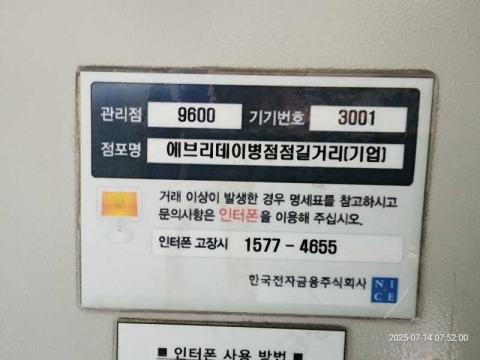 관리점 9600 기기번호 3001
점포명 에브리데이병점점길거리(기업)
거래 이상이 발생한 경우 명세표를 참고하시고
문의사항은 인터폰을 이용해 주십시오.
인터폰 고장시 1577-4655
한국전자금융주식회사 NICE
■ 인터폰 사용 방법 ■
2025-07-14 07:52:00